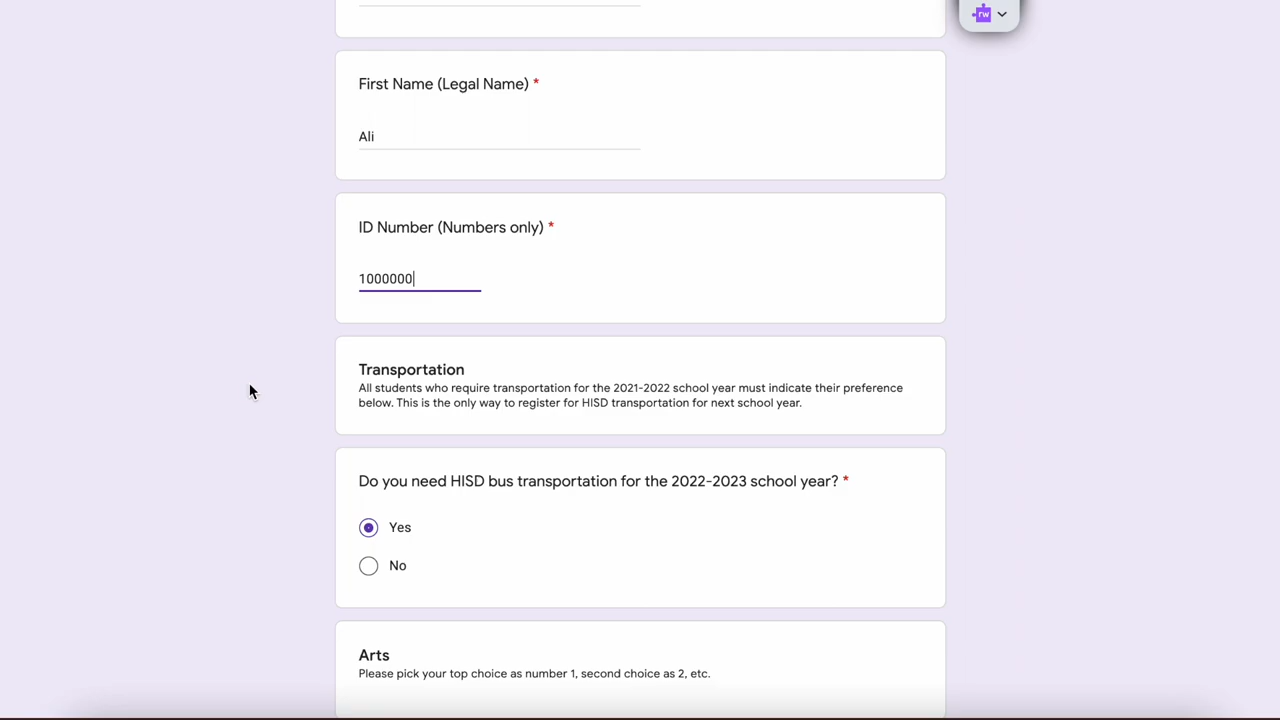 rw
First Name (Legal Name) *
Ali
ID Number (Numbers only) *
1000000
Transportation
All students who require transportation for the 2021-2022 school year must indicate their preference
below. This is the only way to register for HISD transportation for next school year.
Do you need HISD bus transportation for the 2022-2023 school year? *
Yes
No
Arts
Please pick your top choice as number 1, second choice as 2, etc.